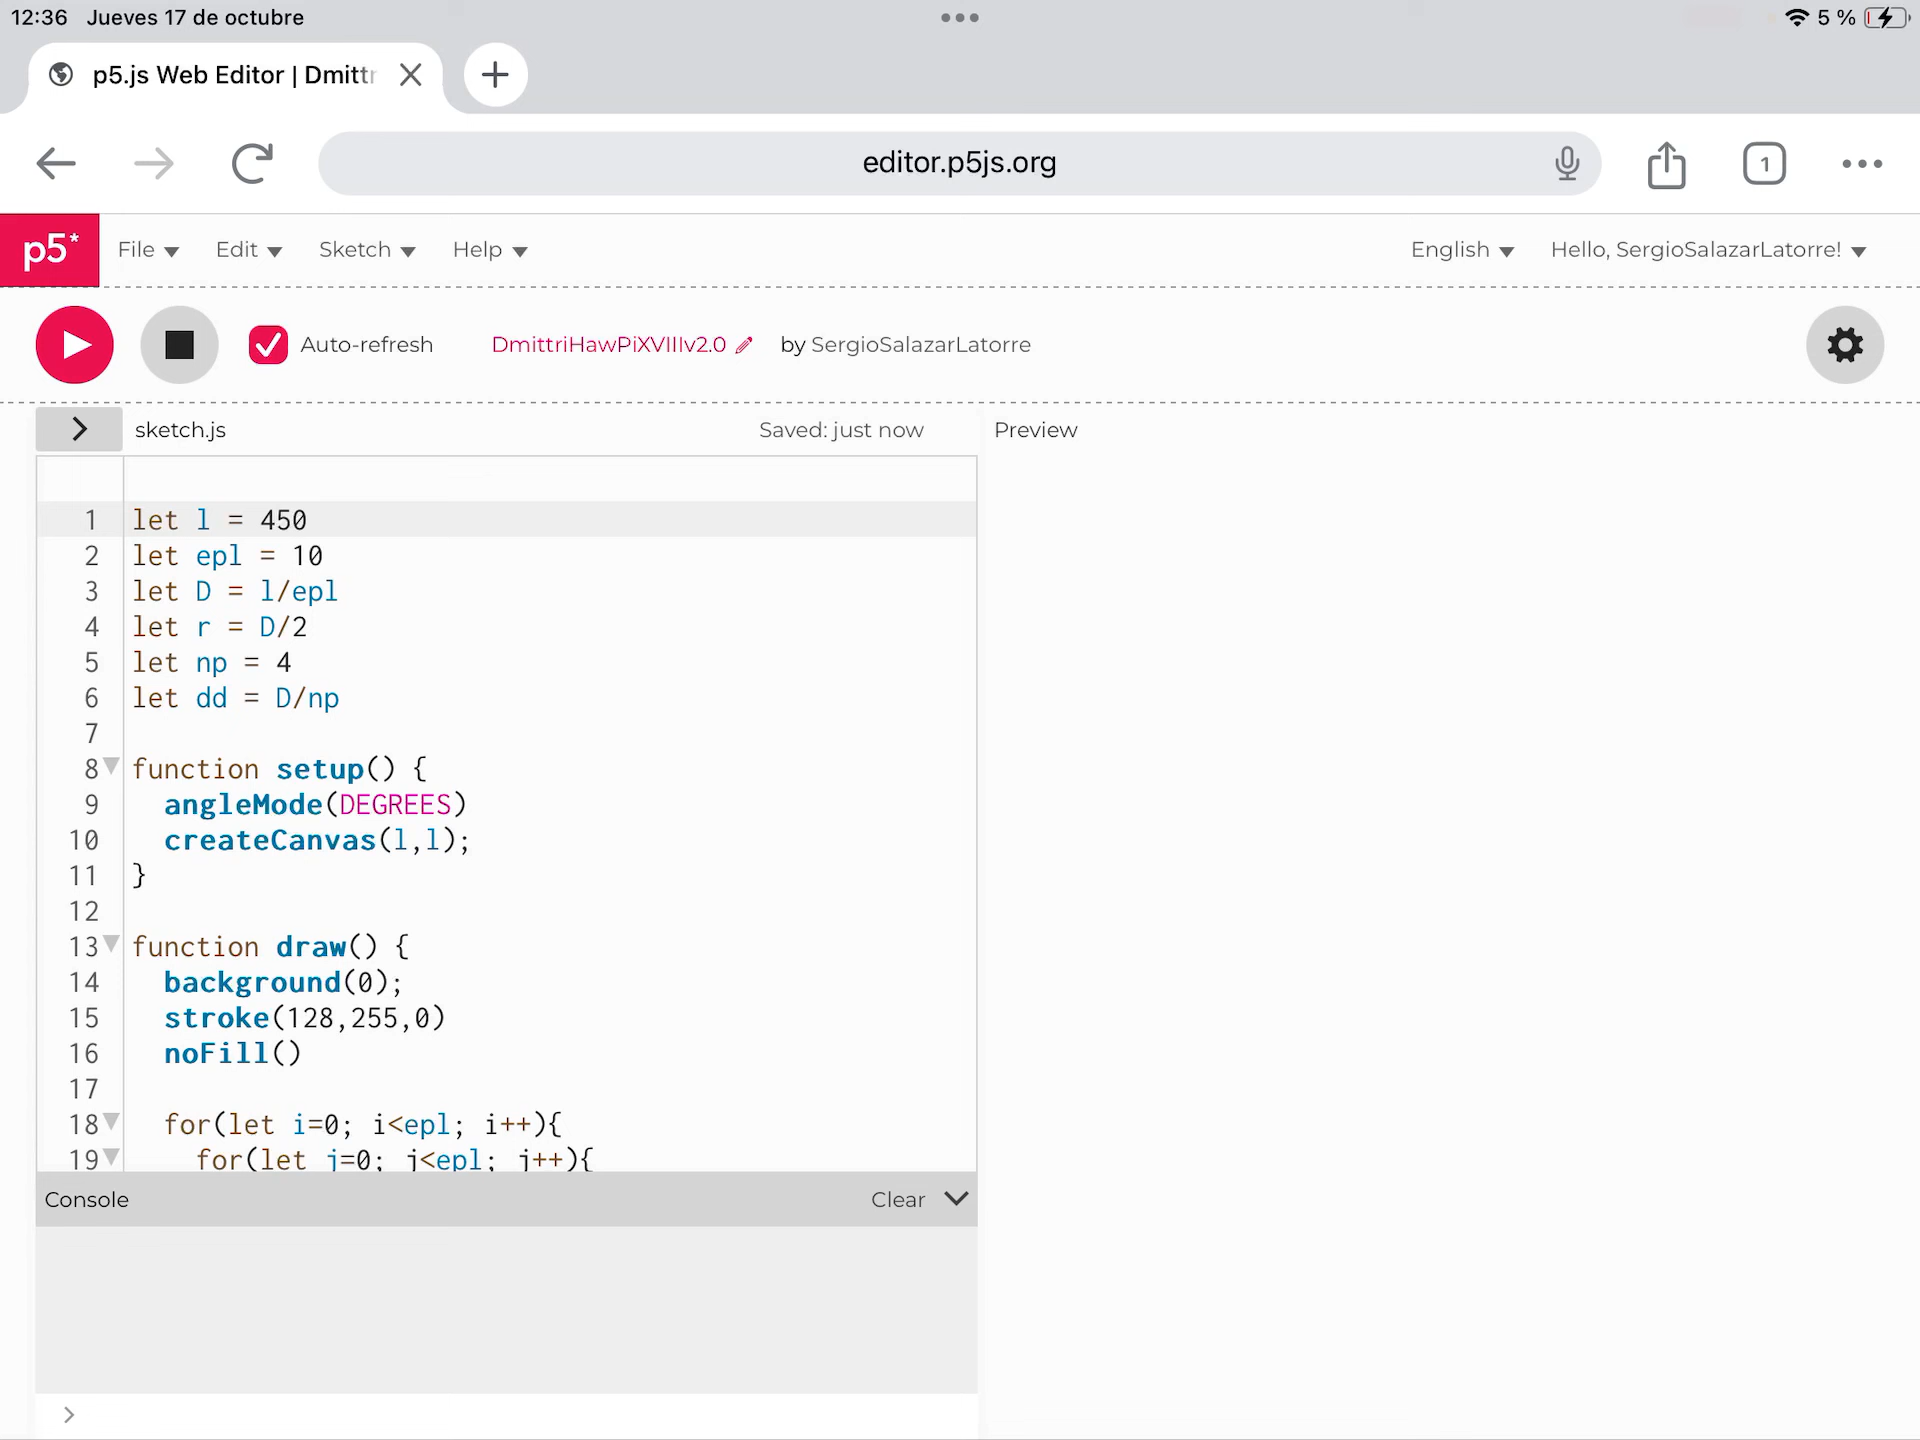 12:36 Jueves 17 de octubre
5 %
p5.js Web Editor | Dmittr
editor.p5js.org
1
p5*
File Edit Sketch Help English Hello, SergioSalazarLatorre!
Auto-refresh DmittriHawPiXVIIIv2.0 by SergioSalazarLatorre
sketch.js Saved: just now Preview
1 let l = 450
2 let epl = 10
3 let D = l/epl
4 let r = D/2
5 let np = 4
6 let dd = D/np
7
8 function setup() {
9 angleMode(DEGREES)
10 createCanvas(l,l);
11 }
12
13 function draw() {
14 background(0);
15 stroke(128,255,0)
16 noFill()
17
18 for(let i=0; i<epl; i++){
19 for(let j=0; j<epl; j++){
Console Clear
>